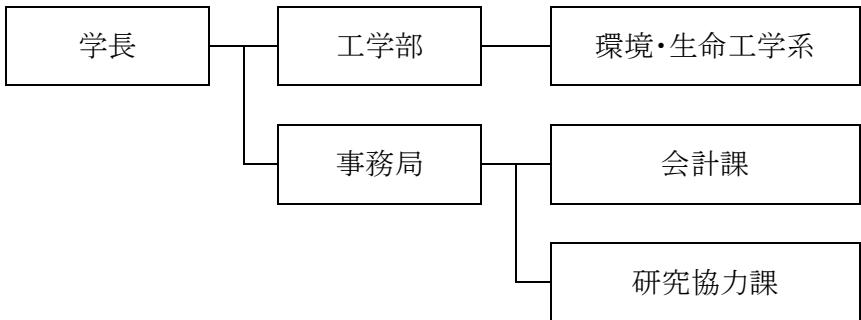 学長
工学部
環境・生命工学系
事務局
会計課
研究協力課